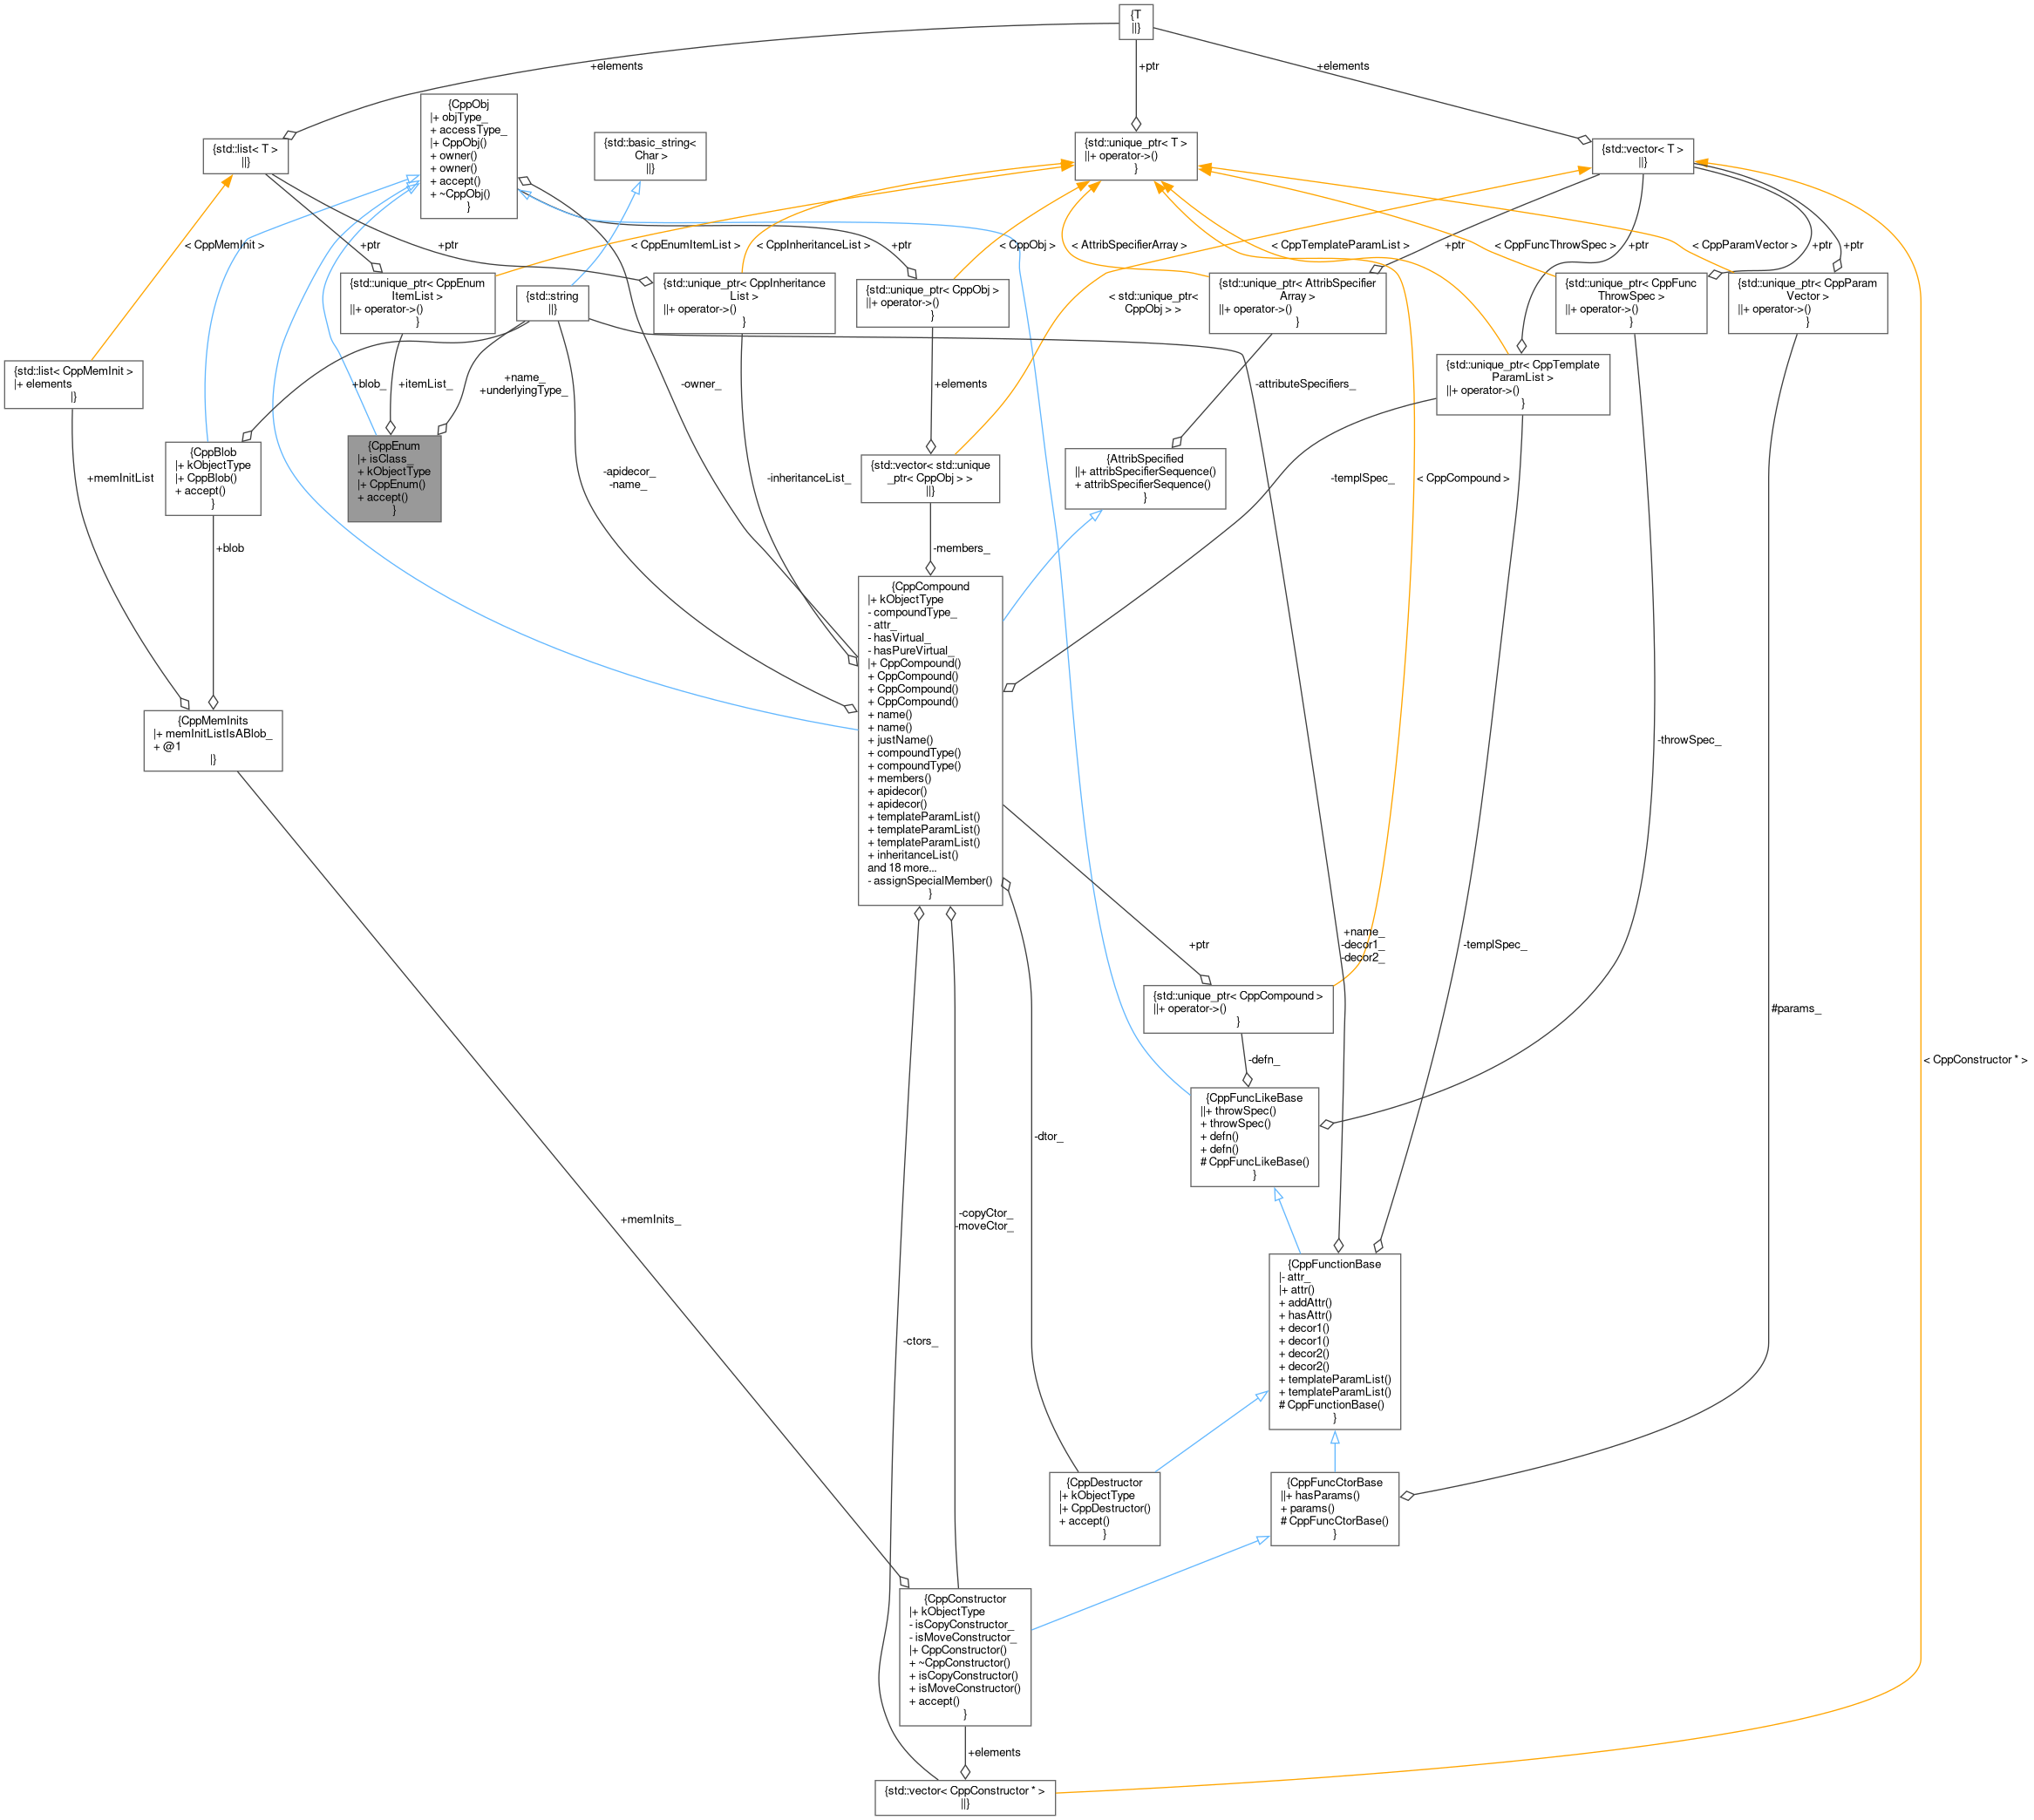 {T
||}
+elements
+ptr
+elements
{CppObj
|+ objType_
+ accessType_
|+ CppObj()
+ owner()
+ owner()
+ accept()
+ ~CppObj()
}
{std::list< T >
||}
{std::basic_string<
Char >
||}
{std::unique_ptr< T >
||+ operator->()
}
{std::vector< T >
||}
< CppMemInit >
+ptr
+ptr
< CppEnumItemList >
< CppInheritanceList >
+ptr
< CppObj >
< AttribSpecifierArray >
< CppTemplateParamList >
+ptr
< CppFuncThrowSpec >
+ptr
< CppParamVector >
+ptr
+ptr
{std::unique_ptr< CppEnum
ItemList >
||+ operator->()
}
{std::string
||}
{std::unique_ptr< CppInheritance
List >
||+ operator->()
}
{std::unique_ptr< CppObj >
||+ operator->()
}
< std::unique_ptr<
CppObj > >
{std::unique_ptr< AttribSpecifier
Array >
||+ operator->()
}
{std::unique_ptr< CppFunc
ThrowSpec >
||+ operator->()
}
{std::unique_ptr< CppParam
Vector >
||+ operator->()
}
{std::list< CppMemInit >
|+ elements
|}
+blob_
+itemList_
+name_
+underlyingType_
-owner_
+elements
-attributeSpecifiers_
{std::unique_ptr< CppTemplate
ParamList >
||+ operator->()
}
{CppBlob
|+ kObjectType
|+ CppBlob()
+ accept()
}
{CppEnum
|+ isClass_
+ kObjectType
|+ CppEnum()
+ accept()
}
+memInitList
-apidecor_
-name_
-inheritanceList_
{std::vector< std::unique
_ptr< CppObj > >
||}
{AttribSpecified
||+ attribSpecifierSequence()
+ attribSpecifierSequence()
}
-templSpec_
< CppCompound >
+blob
-members_
{CppCompound
|+ kObjectType
- compoundType_
- attr_
- hasVirtual_
- hasPureVirtual_
|+ CppCompound()
+ CppCompound()
+ CppCompound()
+ CppCompound()
+ name()
+ name()
+ justName()
+ compoundType()
+ compoundType()
+ members()
+ apidecor()
+ apidecor()
+ templateParamList()
+ templateParamList()
+ templateParamList()
+ inheritanceList()
and 18 more...
- assignSpecialMember()
}
{CppMemInits
|+ memInitListIsABlob_
+ @1
|}
-throwSpec_
+ptr
+name_
-decor1_
-decor2_
-templSpec_
{std::unique_ptr< CppCompound >
||+ operator->()
}
#params_
-defn_
< CppConstructor * >
{CppFuncLikeBase
||+ throwSpec()
+ throwSpec()
+ defn()
+ defn()
# CppFuncLikeBase()
}
-dtor_
+memInits_
-copyCtor_
-moveCtor_
{CppFunctionBase
|- attr_
|+ attr()
+ addAttr()
+ hasAttr()
+ decor1()
+ decor1()
+ decor2()
+ decor2()
+ templateParamList()
+ templateParamList()
# CppFunctionBase()
}
-ctors_
{CppDestructor
|+ kObjectType
|+ CppDestructor()
+ accept()
}
{CppFuncCtorBase
||+ hasParams()
+ params()
# CppFuncCtorBase()
}
{CppConstructor
|+ kObjectType
- isCopyConstructor_
- isMoveConstructor_
|+ CppConstructor()
+ ~CppConstructor()
+ isCopyConstructor()
+ isMoveConstructor()
+ accept()
}
+elements
{std::vector< CppConstructor * >
||}